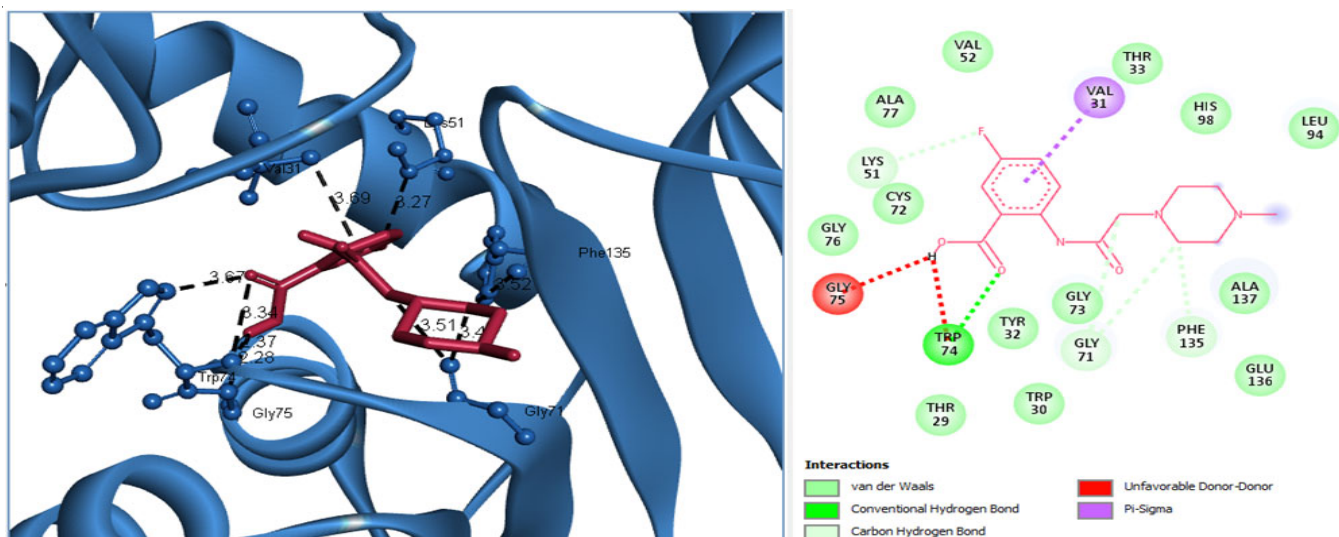 Lys51
Val31
3.69
3.27
Phe135
3.67
3.52
3.34
3.51
3.4
2.37
2.28
Trp74
Gly75
Gly71
VAL 52
THR 33
VAL 31
ALA 77
HIS 98
LEU 94
F
LYS 51
CYS 72
N
N
GLY 76
O
H
O
NH
O
GLY 75
GLY 73
ALA 137
TYR 32
TRP 74
GLY 71
PHE 135
GLU 136
TRP 30
THR 29
Interactions
van der Waals
Unfavorable Donor-Donor
Conventional Hydrogen Bond
Pi-Sigma
Carbon Hydrogen Bond